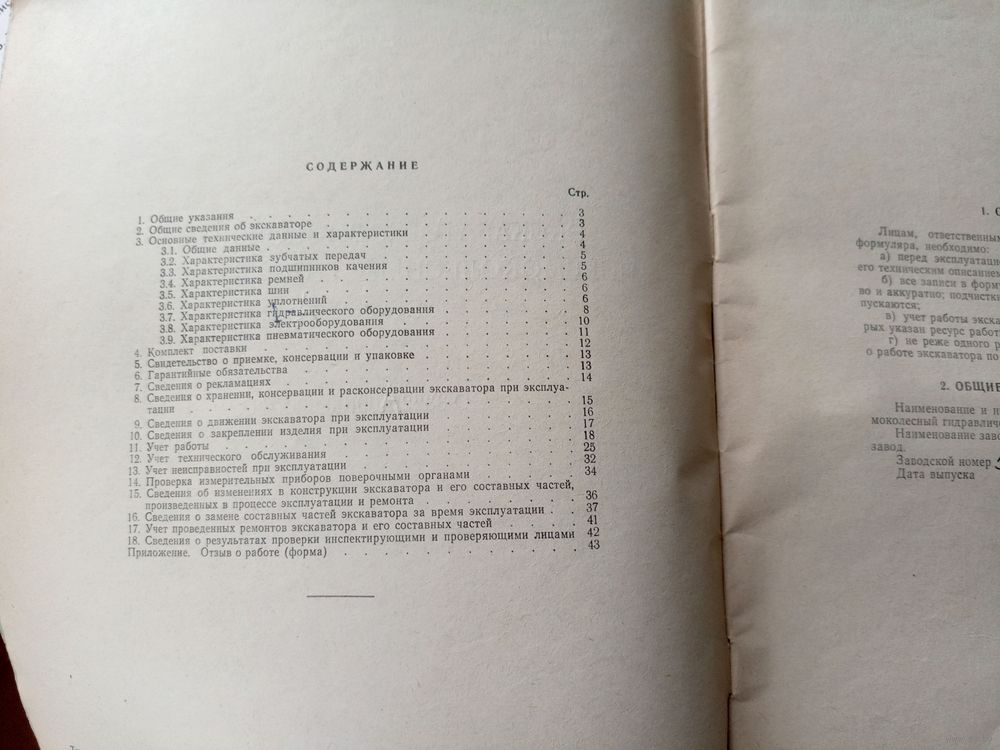 СОДЕРЖАНИЕ
Стр.
1. Общие указания . . . . . . . . . . . . . 3
2. Общие сведения об экскаваторе . . . . . . . . . . 3
3. Основные технические данные и характеристики . . . . . . . 4
3.1. Общие данные . . . . . . . . . . . . 4
3.2. Характеристика зубчатых передач . . . . . . . . 5
3.3. Характеристика подшипников качения . . . . . . . 5
3.4. Характеристика ремней . . . . . . . . . . 6
3.5. Характеристика шин . . . . . . . . . . . 6
3.6. Характеристика уплотнений . . . . . . . . . 6
3.7. Характеристика гидравлического оборудования . . . . . 8
3.8. Характеристика электрооборудования . . . . . . . 10
3.9. Характеристика пневматического оборудования . . . . . 11
4. Комплект поставки . . . . . . . . . . . . 12
5. Свидетельство о приемке, консервации и упаковке . . . . . . 13
6. Гарантийные обязательства . . . . . . . . . . 13
7. Сведения о рекламациях . . . . . . . . . . . 14
8. Сведения о хранении, консервации и расконсервации экскаватора при эксплуа-
тации . . . . . . . . . . . . . . . 15
9. Сведения о движении экскаватора при эксплуатации . . . . . 16
10. Сведения о закреплении изделия при эксплуатации . . . . . 17
11. Учет работы . . . . . . . . . . . . . 18
12. Учет технического обслуживания . . . . . . . . . 25
13. Учет неисправностей при эксплуатации . . . . . . . . 32
14. Проверка измерительных приборов поверочными органами . . . . 34
15. Сведения об изменениях в конструкции экскаватора и его составных частей,
произведенных в процессе эксплуатации и ремонта . . . . . . 36
16. Сведения о замене составных частей экскаватора за время эксплуатации . . 37
17. Учет проведенных ремонтов экскаватора и его составных частей . . . . 41
18. Сведения о результатах проверки инспектирующими и проверяющими лицами 42
Приложение. Отзыв о работе (форма) . . . . . . . . . 43
1.
Лицам, ответственным
формуляра, необходимо:
а) перед эксплуатацие
его техническим описанием
б) все записи в форм
во и аккуратно; подчистки
пускаются;
в) учет работы экска
рых указан ресурс работ
г) не реже одного р
о работе экскаватора по
2. ОБЩИЕ
Наименование и и
моколесный гидравличе
Наименование заво
завод.
Заводской номер
Дата выпуска